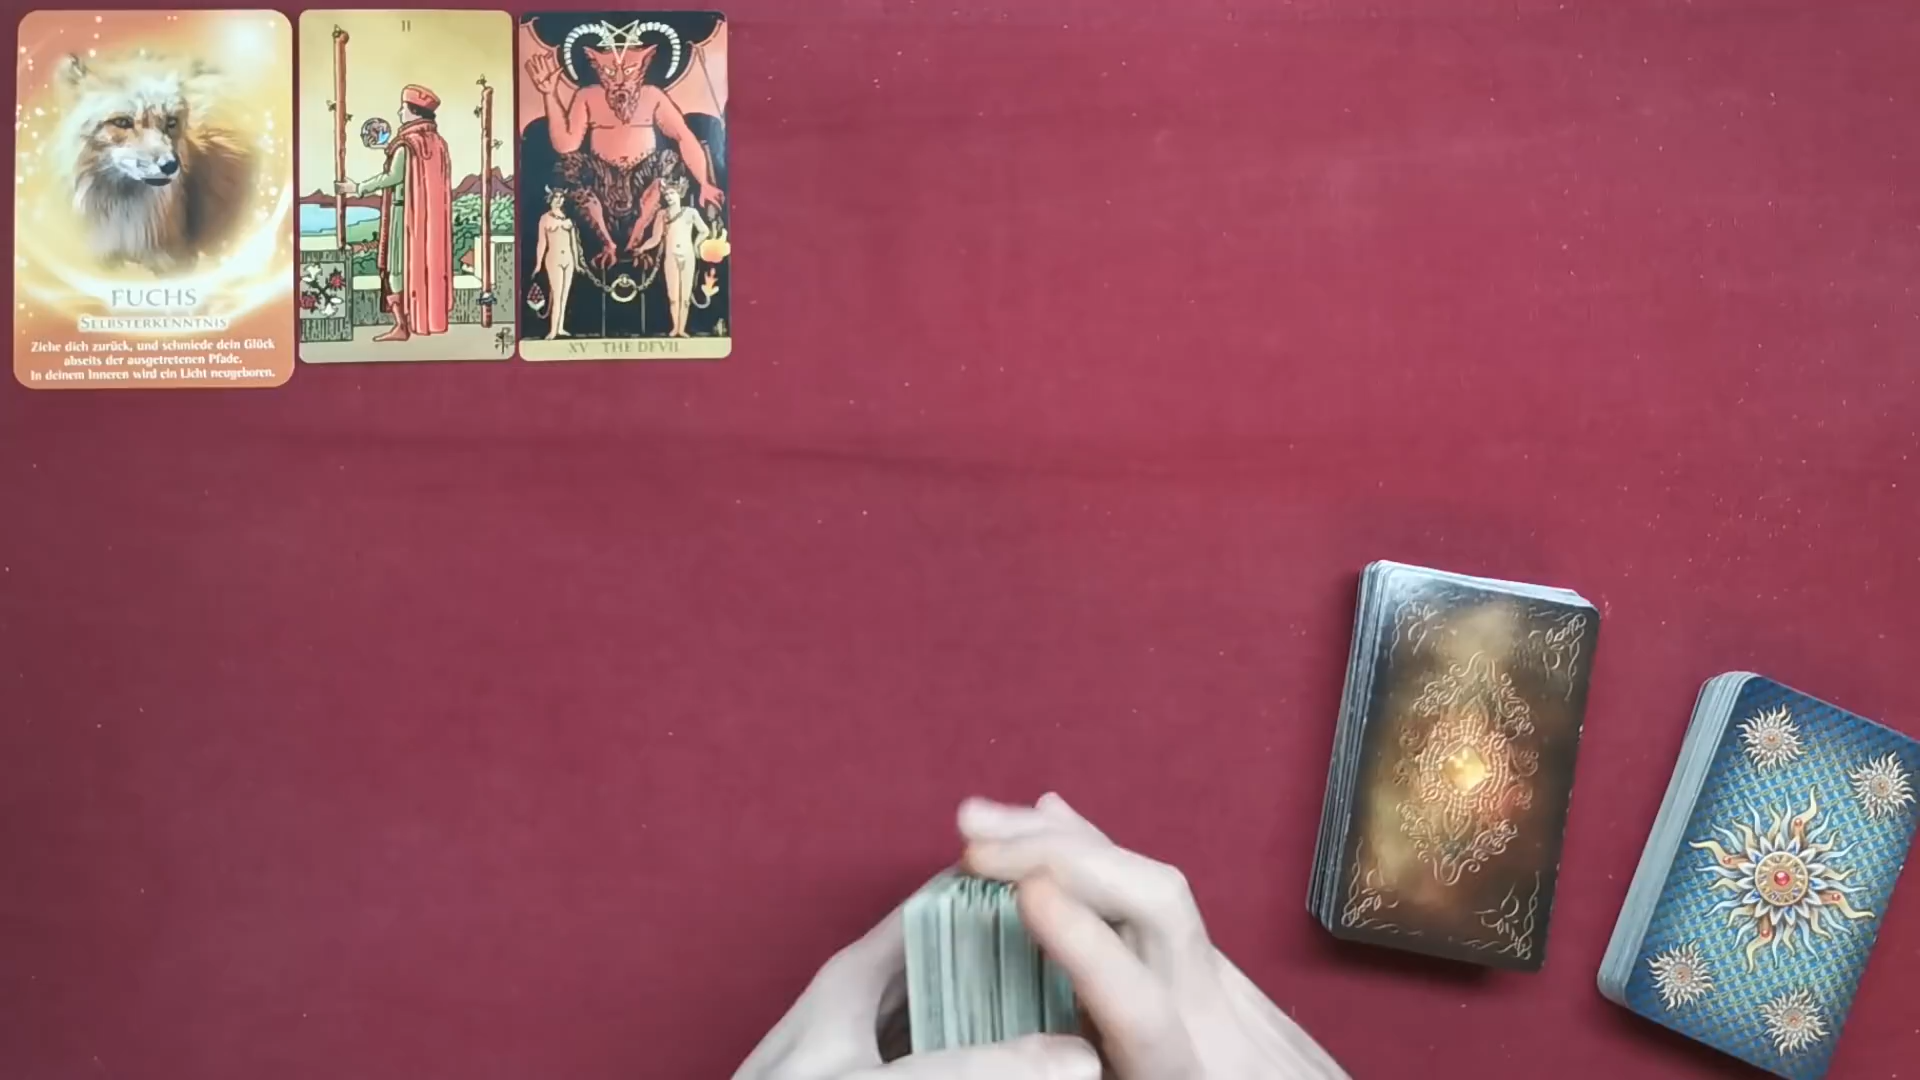 FUCHS
SELBSTERKENNTNIS
Ziehe dich zurück, und schmiede dein Glück
abseits der ausgetretenen Pfade.
In deinem Inneren wird ein Licht neugeboren.
II
XV THE DEVIL